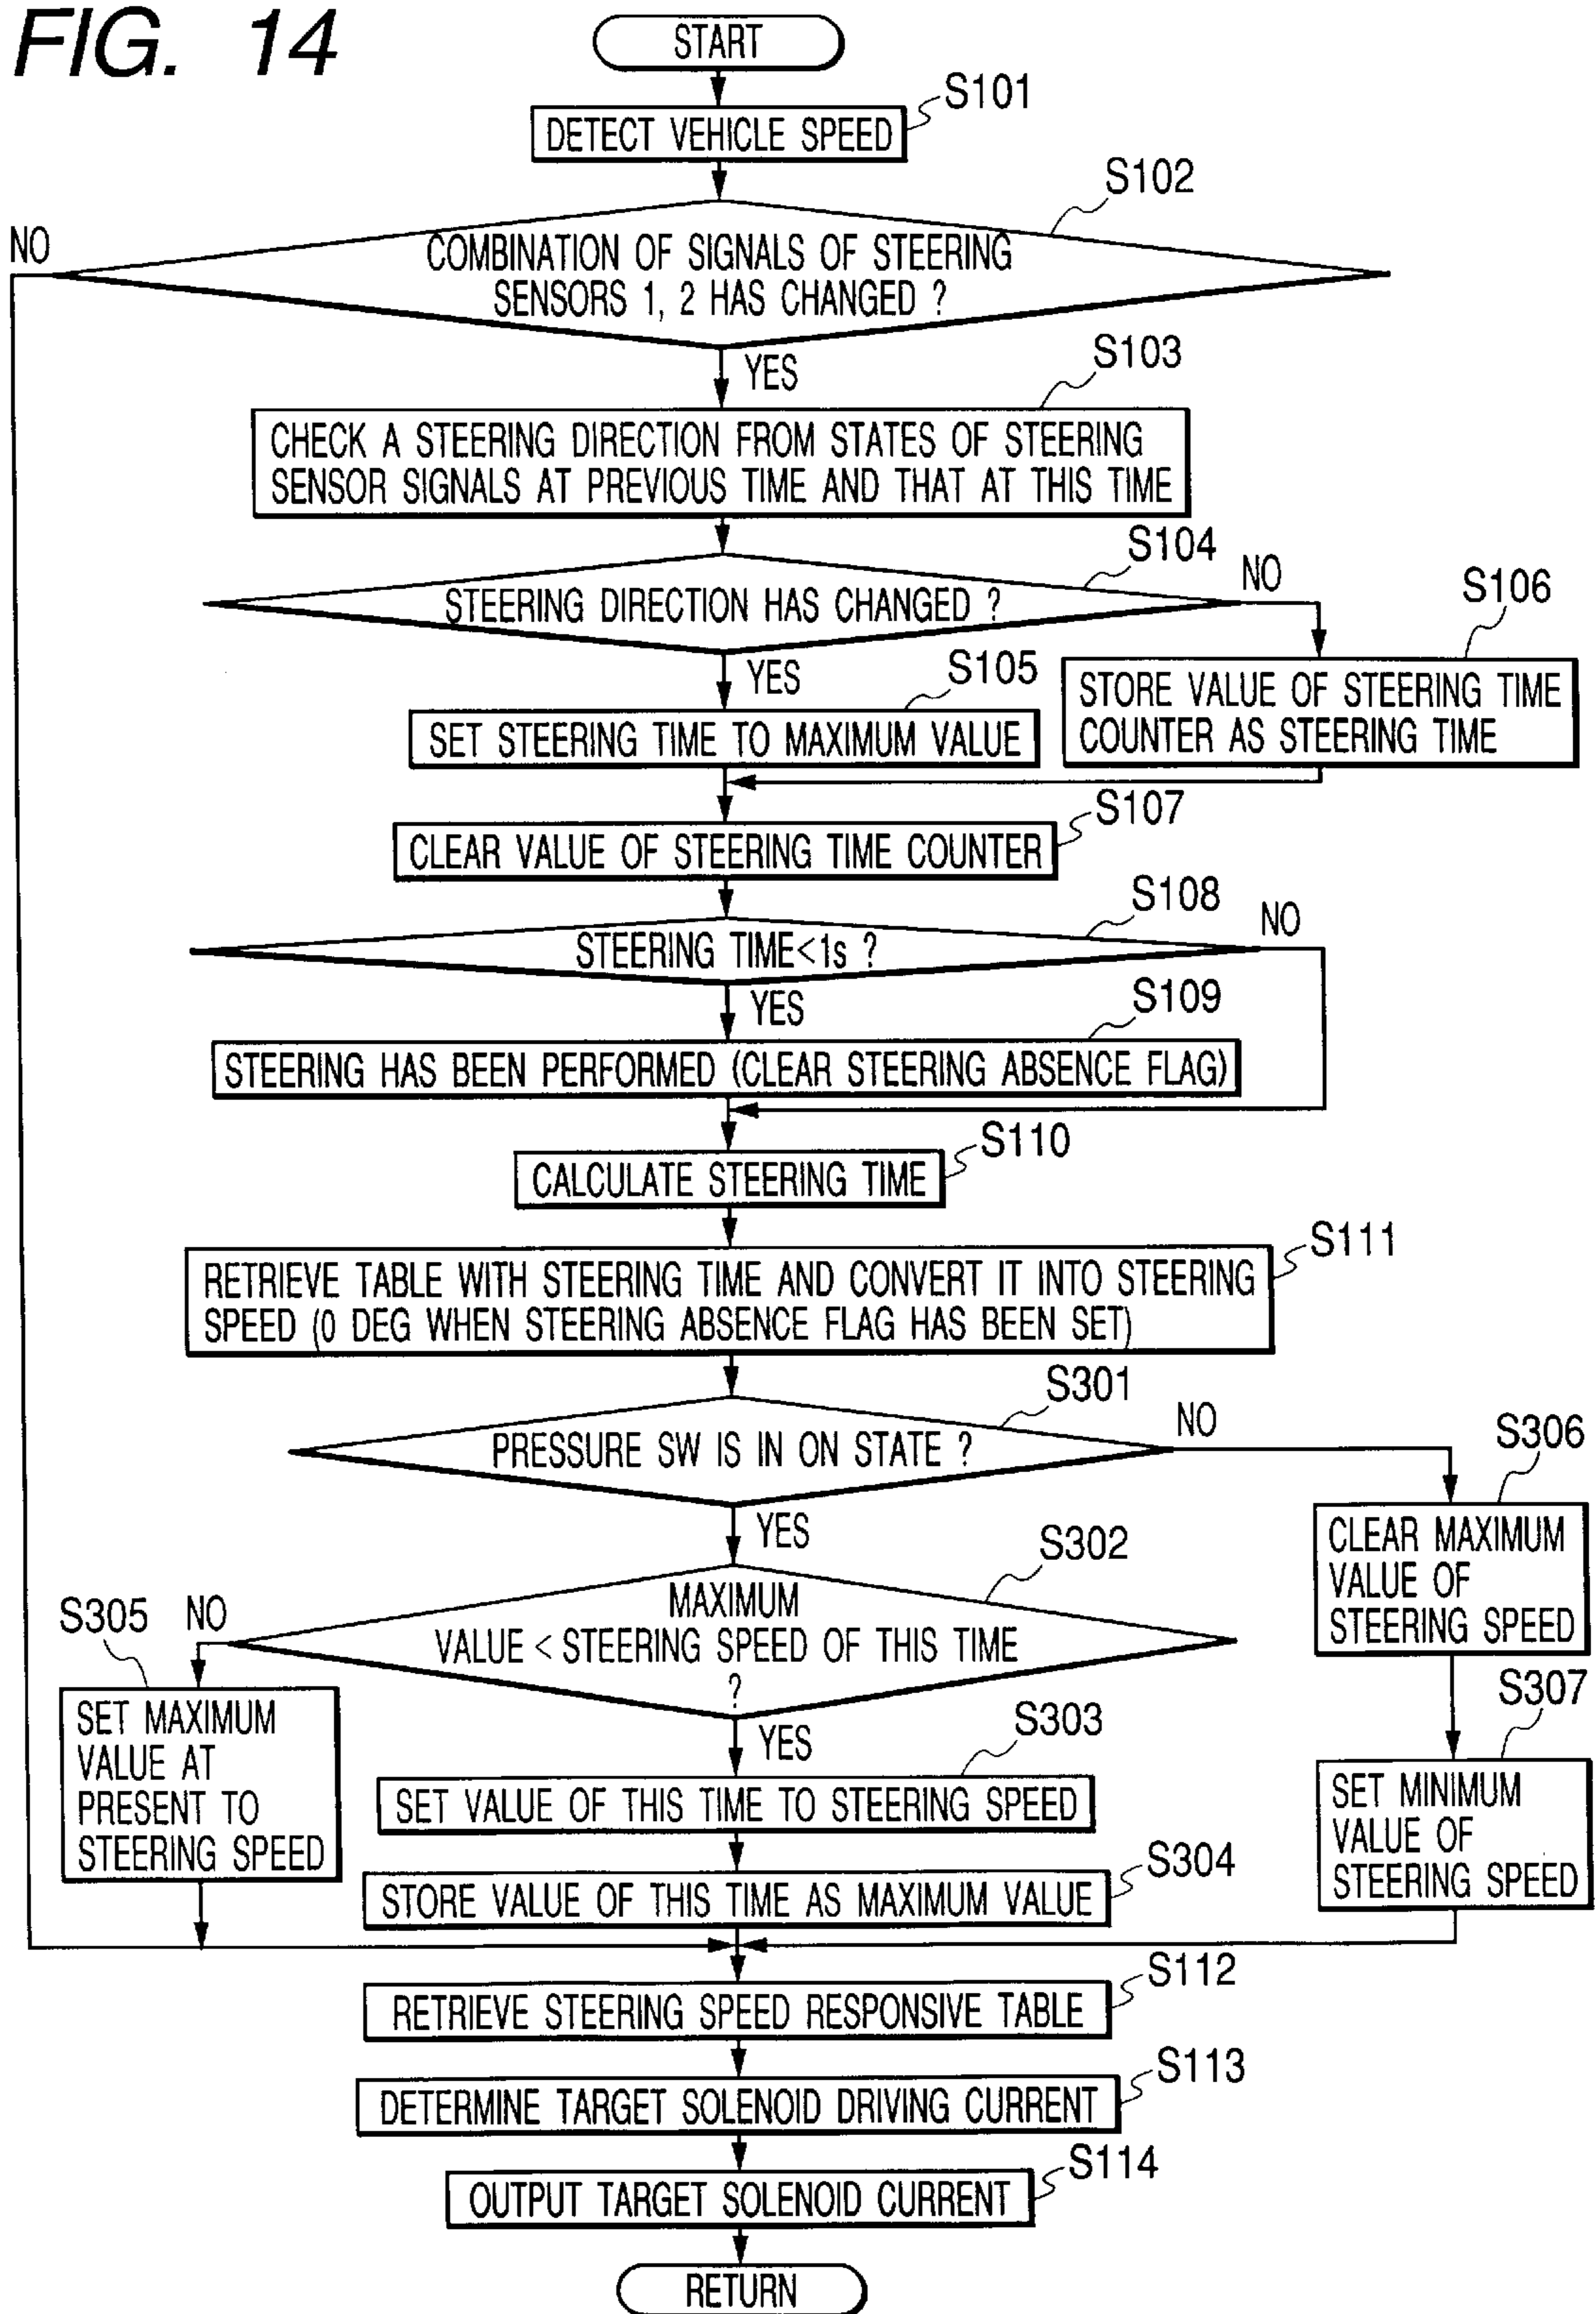 FIG. 14
START
S101
DETECT VEHICLE SPEED
S102
NO
COMBINATION OF SIGNALS OF STEERING
SENSORS 1, 2 HAS CHANGED ?
YES
S103
CHECK A STEERING DIRECTION FROM STATES OF STEERING
SENSOR SIGNALS AT PREVIOUS TIME AND THAT AT THIS TIME
S104
NO
STEERING DIRECTION HAS CHANGED ?
S106
YES
S105
STORE VALUE OF STEERING TIME
COUNTER AS STEERING TIME
SET STEERING TIME TO MAXIMUM VALUE
S107
CLEAR VALUE OF STEERING TIME COUNTER
S108
NO
STEERING TIME<1s ?
YES
S109
STEERING HAS BEEN PERFORMED (CLEAR STEERING ABSENCE FLAG)
S110
CALCULATE STEERING TIME
S111
RETRIEVE TABLE WITH STEERING TIME AND CONVERT IT INTO STEERING
SPEED (0 DEG WHEN STEERING ABSENCE FLAG HAS BEEN SET)
S301
NO
PRESSURE SW IS IN ON STATE ?
S306
YES
CLEAR MAXIMUM
VALUE OF
STEERING SPEED
S302
MAXIMUM
VALUE < STEERING SPEED OF THIS TIME
?
S305
NO
SET MAXIMUM
VALUE AT
PRESENT TO
STEERING SPEED
YES
S303
SET VALUE OF THIS TIME TO STEERING SPEED
S307
SET MINIMUM
VALUE OF
STEERING SPEED
S304
STORE VALUE OF THIS TIME AS MAXIMUM VALUE
S112
RETRIEVE STEERING SPEED RESPONSIVE TABLE
S113
DETERMINE TARGET SOLENOID DRIVING CURRENT
S114
OUTPUT TARGET SOLENOID CURRENT
RETURN